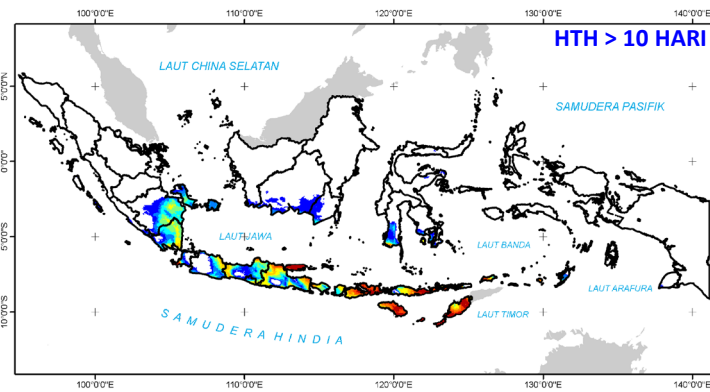 100°0'0"E 110°0'0"E 120°0'0"E 130°0'0"E 140°0'0"E
HTH > 10 HARI
LAUT CHINA SELATAN
5°0'0"N
SAMUDERA PASIFIK
0°0'0"
LAUT JAWA
5°0'0"S
LAUT BANDA
LAUT ARAFURA
10°0'0"S
SAMUDERA HINDIA
LAUT TIMOR
100°0'0"E 110°0'0"E 120°0'0"E 130°0'0"E 140°0'0"E